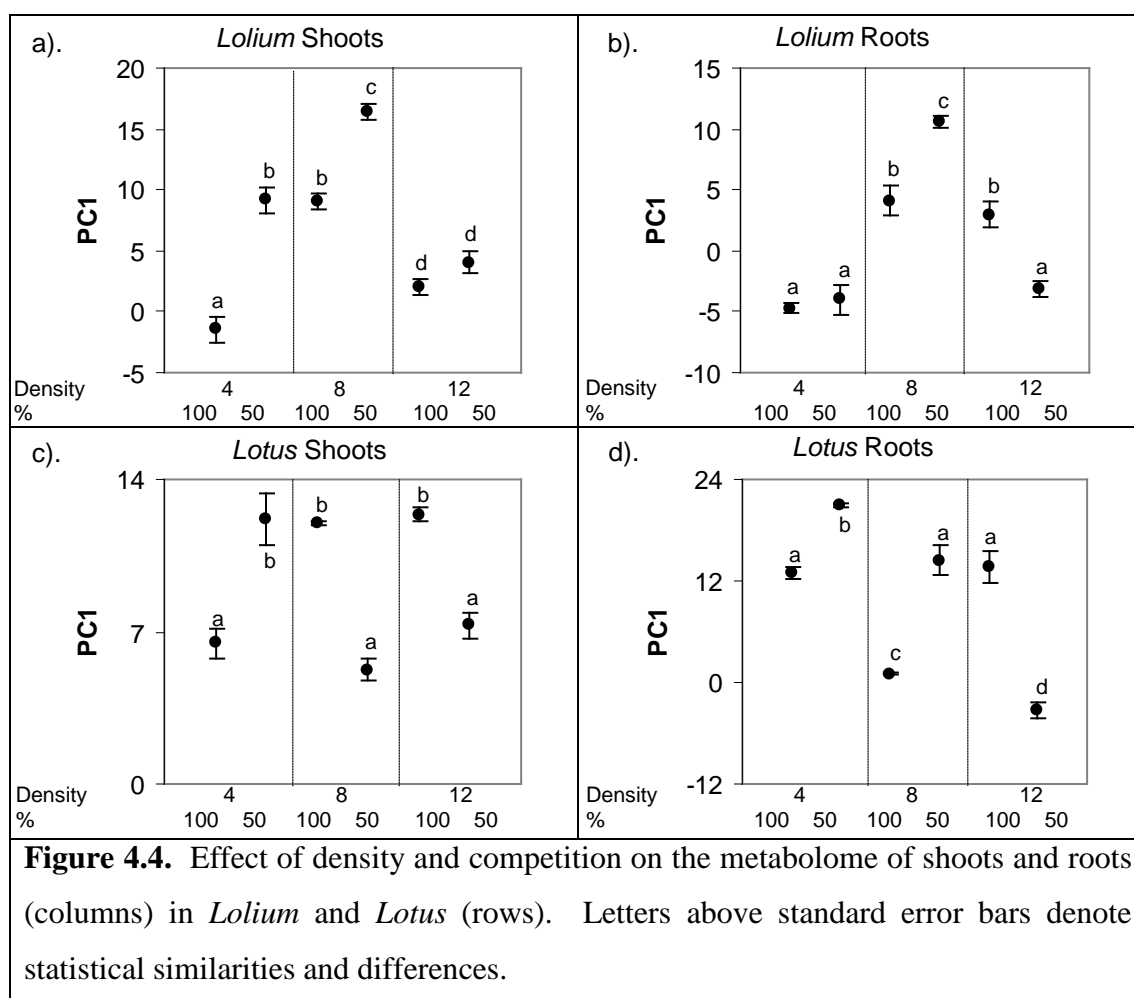 a).
Lolium Shoots
20
15
10
5
0
-5
PC1
a
b
b
c
d
d
Density
4
8
12
%
100
50
100
50
100
50
b).
Lolium Roots
15
10
5
0
-5
-10
PC1
a
a
b
c
b
a
Density
4
8
12
%
100
50
100
50
100
50
c).
Lotus Shoots
14
7
0
PC1
a
b
b
a
b
a
Density
4
8
12
%
100
50
100
50
100
50
d).
Lotus Roots
24
12
0
-12
PC1
a
b
c
a
a
d
Density
4
8
12
%
100
50
100
50
100
50
Figure 4.4. Effect of density and competition on the metabolome of shoots and roots
(columns) in Lolium and Lotus (rows). Letters above standard error bars denote
statistical similarities and differences.